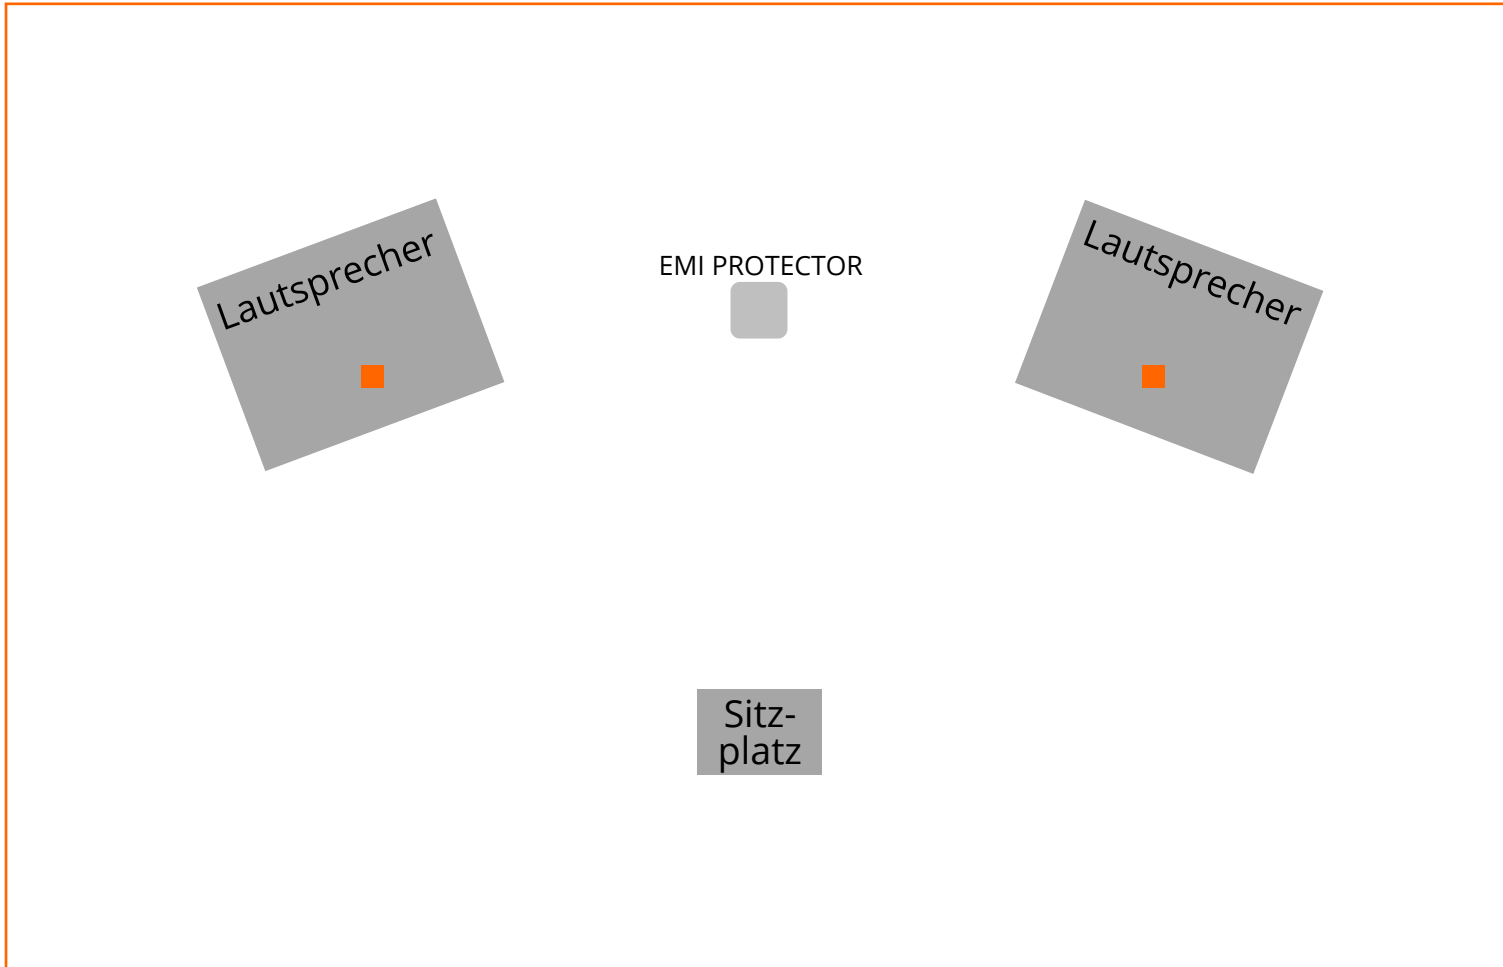 Lautsprecher
EMI PROTECTOR
Lautsprecher
Sitz-
platz